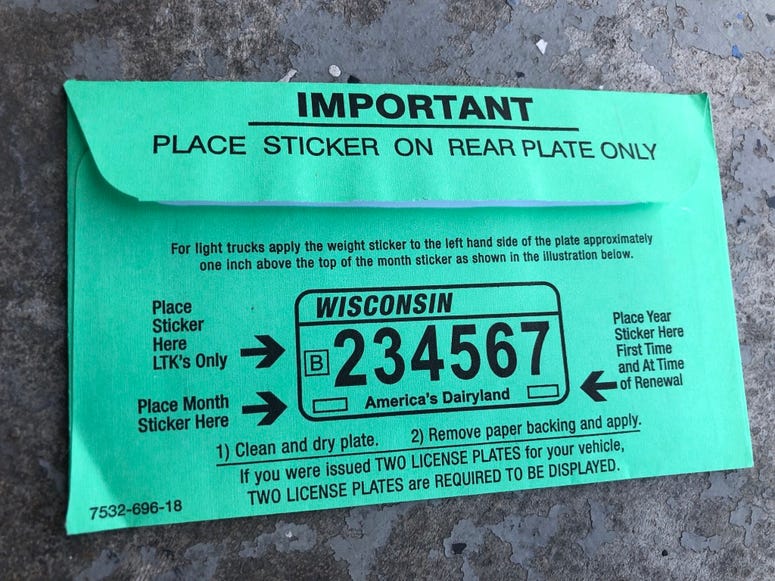 IMPORTANT
PLACE STICKER ON REAR PLATE ONLY
For light trucks apply the weight sticker to the left hand side of the plate approximately
one inch above the top of the month sticker as shown in the illustration below.
Place
Sticker
Here
LTK's Only
Place Month
Sticker Here
WISCONSIN
B 234567
America's Dairyland
Place Year
Sticker Here
First Time
and At Time
of Renewal
1) Clean and dry plate. 2) Remove paper backing and apply.
If you were issued TWO LICENSE PLATES for your vehicle,
TWO LICENSE PLATES are REQUIRED TO BE DISPLAYED.
7532-696-18